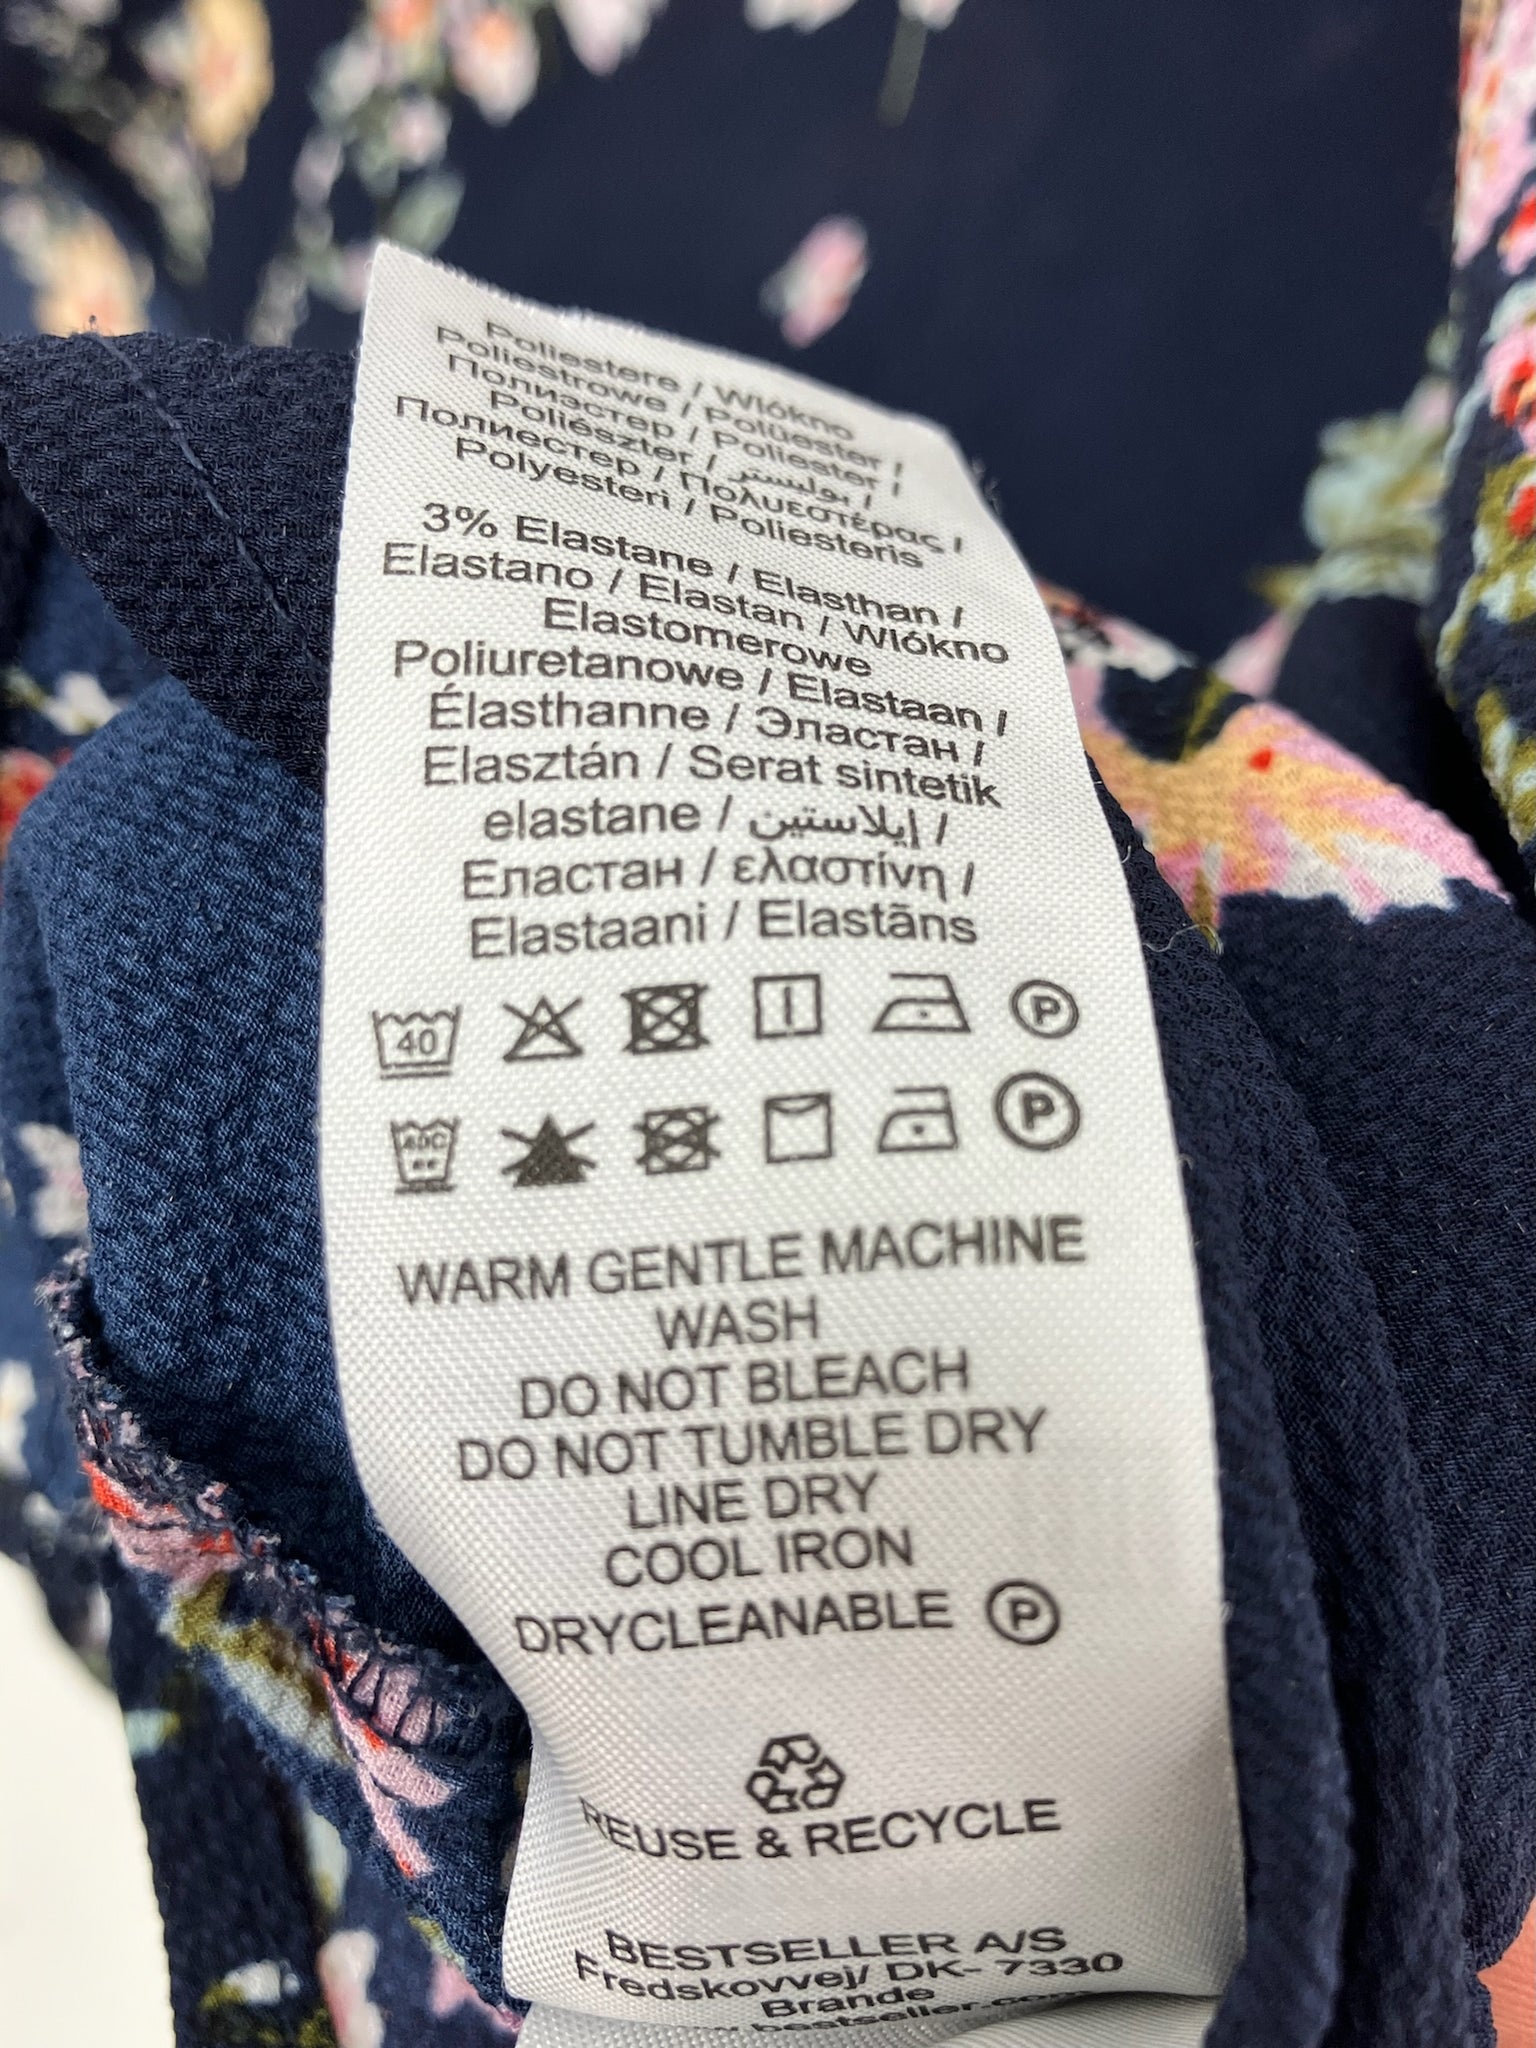 Poliestere / Włókno
Poliestrowe / Polüester /
Полиэстер / Poliester /
Poliészter / بوليستر /
Полиестер / Πολυεστέρας /
Polyesteri / Poliesteris
3% Elastane / Elasthan /
Elastano / Elastan / Włókno
Elastomerowe
Poliuretanowe / Elastaan /
Élasthanne / Эластан /
Elasztán / Serat sintetik
elastane / إيلاستين /
Еластан / ελαστίνη /
Elastaani / Elastāns
40 P
40C P
WARM GENTLE MACHINE
WASH
DO NOT BLEACH
DO NOT TUMBLE DRY
LINE DRY
COOL IRON
DRYCLEANABLE P
REUSE & RECYCLE
BESTSELLER A/S
Fredskovvej/ DK- 7330
Brande